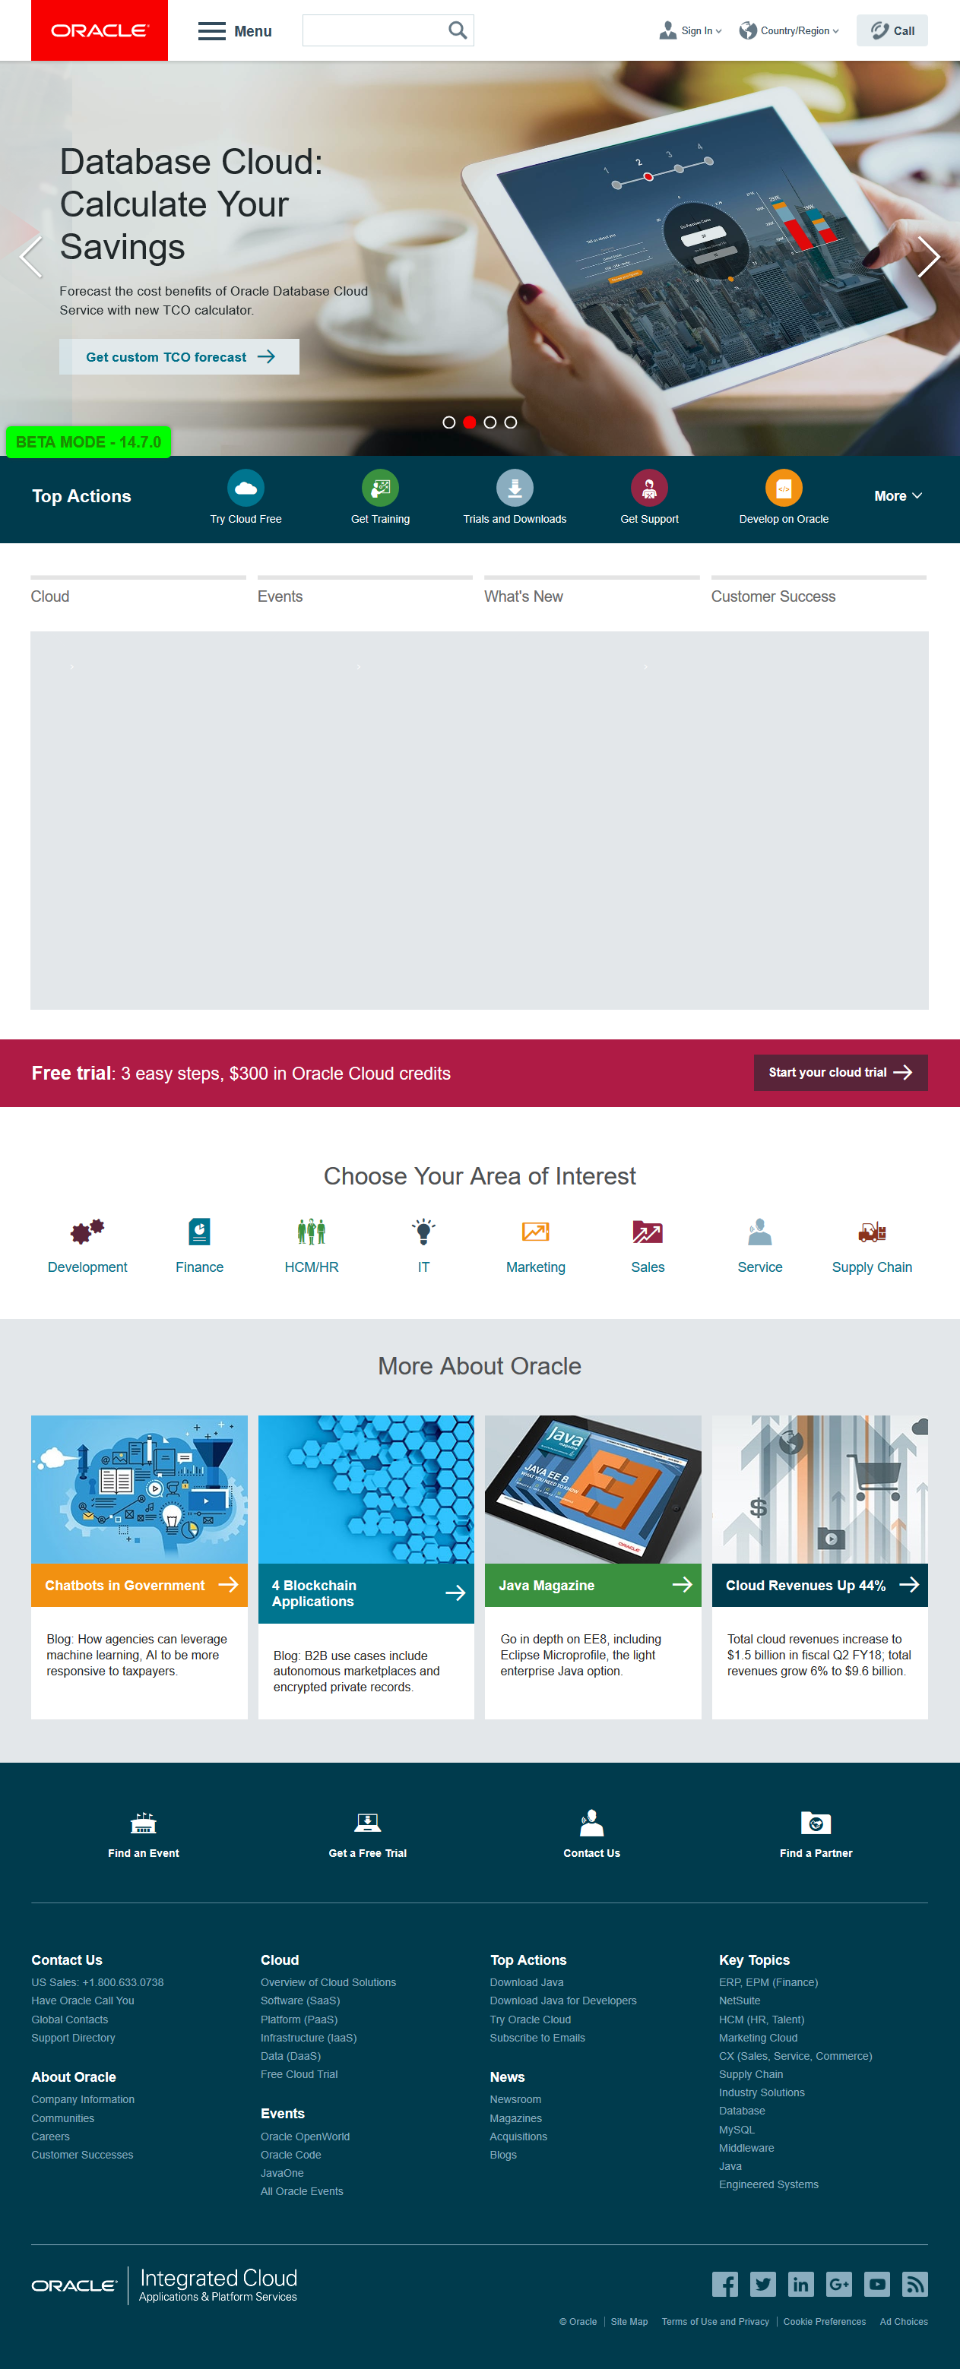 ORACLE
Menu
Sign In
Country/Region
Call
Database Cloud:
Calculate Your
Savings
Forecast the cost benefits of Oracle Database Cloud
Service with new TCO calculator.
Get custom TCO forecast
1 2 3 4
BETA MODE - 14.7.0
Top Actions
Try Cloud Free
Get Training
Trials and Downloads
Get Support
Develop on Oracle
More
Cloud
Events
What's New
Customer Success
Free trial: 3 easy steps, $300 in Oracle Cloud credits
Start your cloud trial
Choose Your Area of Interest
Development
Finance
HCM/HR
IT
Marketing
Sales
Service
Supply Chain
More About Oracle
Java
JAVA EE 8
WHAT YOU NEED TO KNOW
ORACLE
Chatbots in Government
Blog: How agencies can leverage
machine learning, AI to be more
responsive to taxpayers.
4 Blockchain
Applications
Blog: B2B use cases include
autonomous marketplaces and
encrypted private records.
Java Magazine
Go in depth on EE8, including
Eclipse Microprofile, the light
enterprise Java option.
Cloud Revenues Up 44%
Total cloud revenues increase to
$1.5 billion in fiscal Q2 FY18; total
revenues grow 6% to $9.6 billion.
Find an Event
Get a Free Trial
Contact Us
Find a Partner
Contact Us
US Sales: +1.800.633.0738
Have Oracle Call You
Global Contacts
Support Directory
About Oracle
Company Information
Communities
Careers
Customer Successes
Cloud
Overview of Cloud Solutions
Software (SaaS)
Platform (PaaS)
Infrastructure (IaaS)
Data (DaaS)
Free Cloud Trial
Events
Oracle OpenWorld
Oracle Code
JavaOne
All Oracle Events
Top Actions
Download Java
Download Java for Developers
Try Oracle Cloud
Subscribe to Emails
News
Newsroom
Magazines
Acquisitions
Blogs
Key Topics
ERP, EPM (Finance)
NetSuite
HCM (HR, Talent)
Marketing Cloud
CX (Sales, Service, Commerce)
Supply Chain
Industry Solutions
Database
MySQL
Middleware
Java
Engineered Systems
ORACLE
Integrated Cloud
Applications & Platform Services
© Oracle
Site Map
Terms of Use and Privacy
Cookie Preferences
Ad Choices